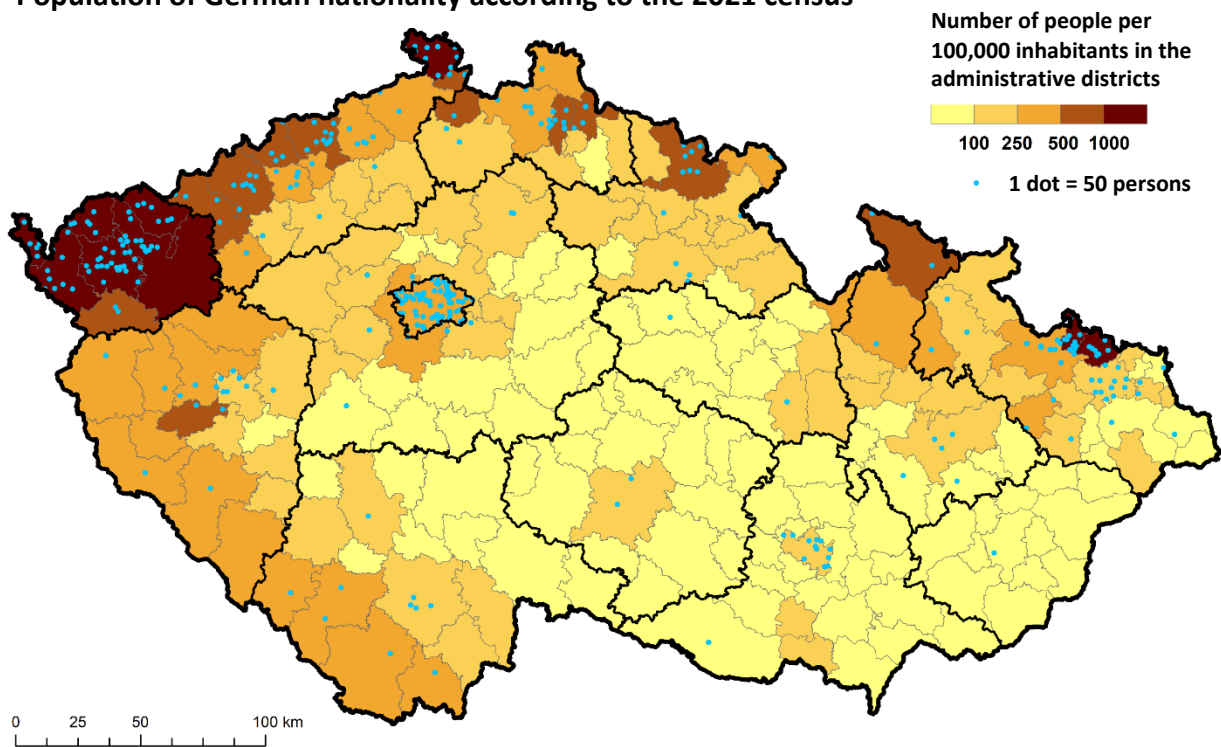 Population of German nationality according to the 2021 census
Number of people per
100,000 inhabitants in the
administrative districts
100 250 500 1000
1 dot = 50 persons
0 25 50 100 km